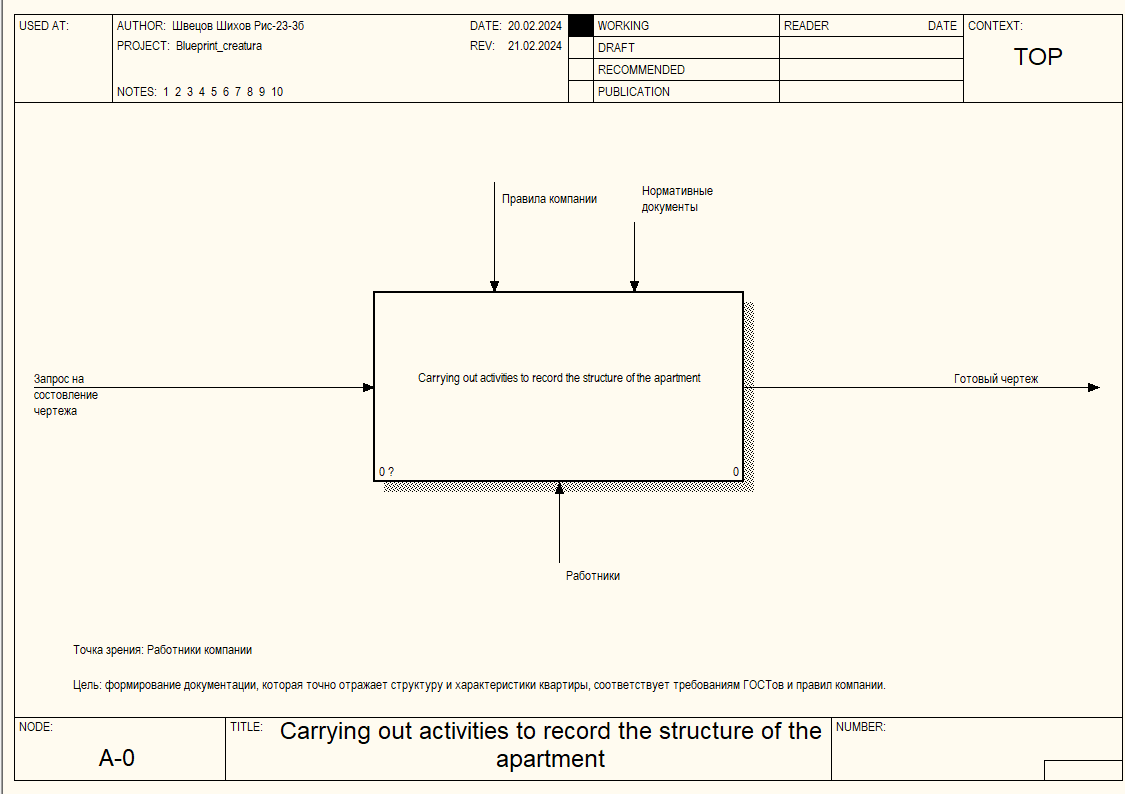 USED AT:
AUTHOR: Швецов Шихов Рис-23-3б
DATE: 20.02.2024
PROJECT: Blueprint_creatura
REV: 21.02.2024
NOTES: 1 2 3 4 5 6 7 8 9 10
WORKING
DRAFT
RECOMMENDED
PUBLICATION
READER DATE
CONTEXT:
TOP
Правила компании
Нормативные
документы
Запрос на
состовление
чертежа
Carrying out activities to record the structure of the apartment
0 ?
0
Готовый чертеж
Работники
Точка зрения: Работники компании
Цель: формирование документации, которая точно отражает структуру и характеристики квартиры, соответствует требованиям ГОСТов и правил компании.
NODE:
A-0
TITLE:
Carrying out activities to record the structure of the
apartment
NUMBER: